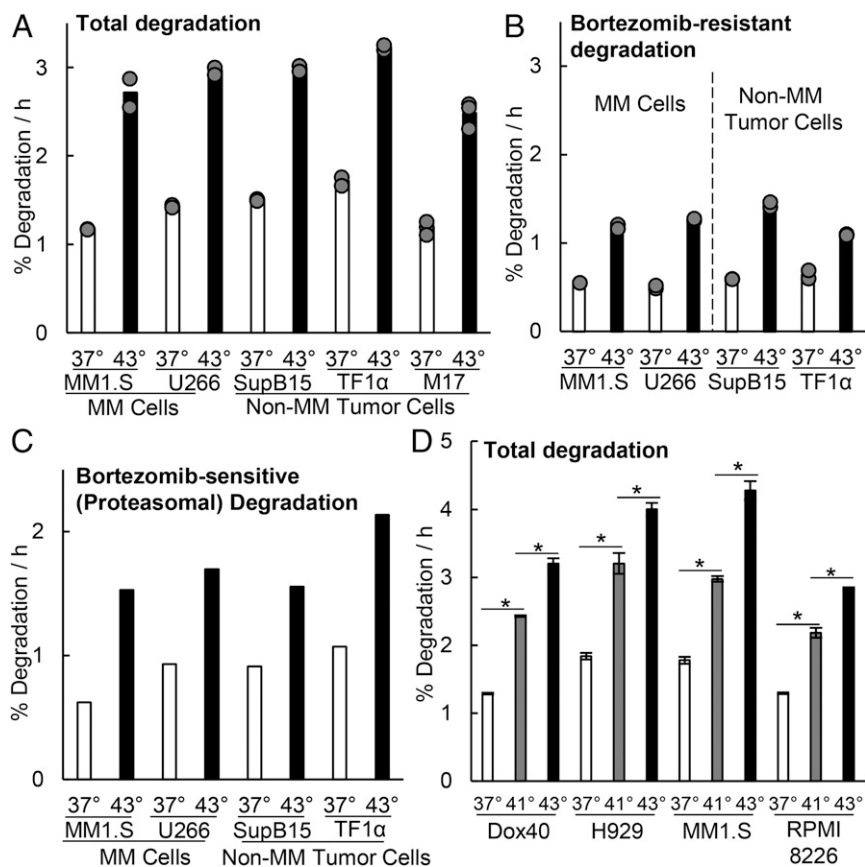 A
Total degradation
% Degradation / h
3
2
1
0
37° 43° 37° 43° 37° 43° 37° 43° 37° 43°
MM1.S U266 SupB15 TF1α M17
MM Cells Non-MM Tumor Cells
B
Bortezomib-resistant
degradation
MM Cells
Non-MM
Tumor Cells
% Degradation / h
3
2
1
0
37° 43° 37° 43° 37° 43° 37° 43°
MM1.S U266 SupB15 TF1α
C
Bortezomib-sensitive
(Proteasomal) Degradation
% Degradation / h
2
1
0
37° 43° 37° 43° 37° 43° 37° 43°
MM1.S U266 SupB15 TF1α
MM Cells Non-MM Tumor Cells
D
Total degradation
% Degradation / h
5
4
3
2
1
0
* * * * * * * *
37° 41° 43° 37° 41° 43° 37° 41° 43° 37° 41° 43°
Dox40 H929 MM1.S RPMI
8226